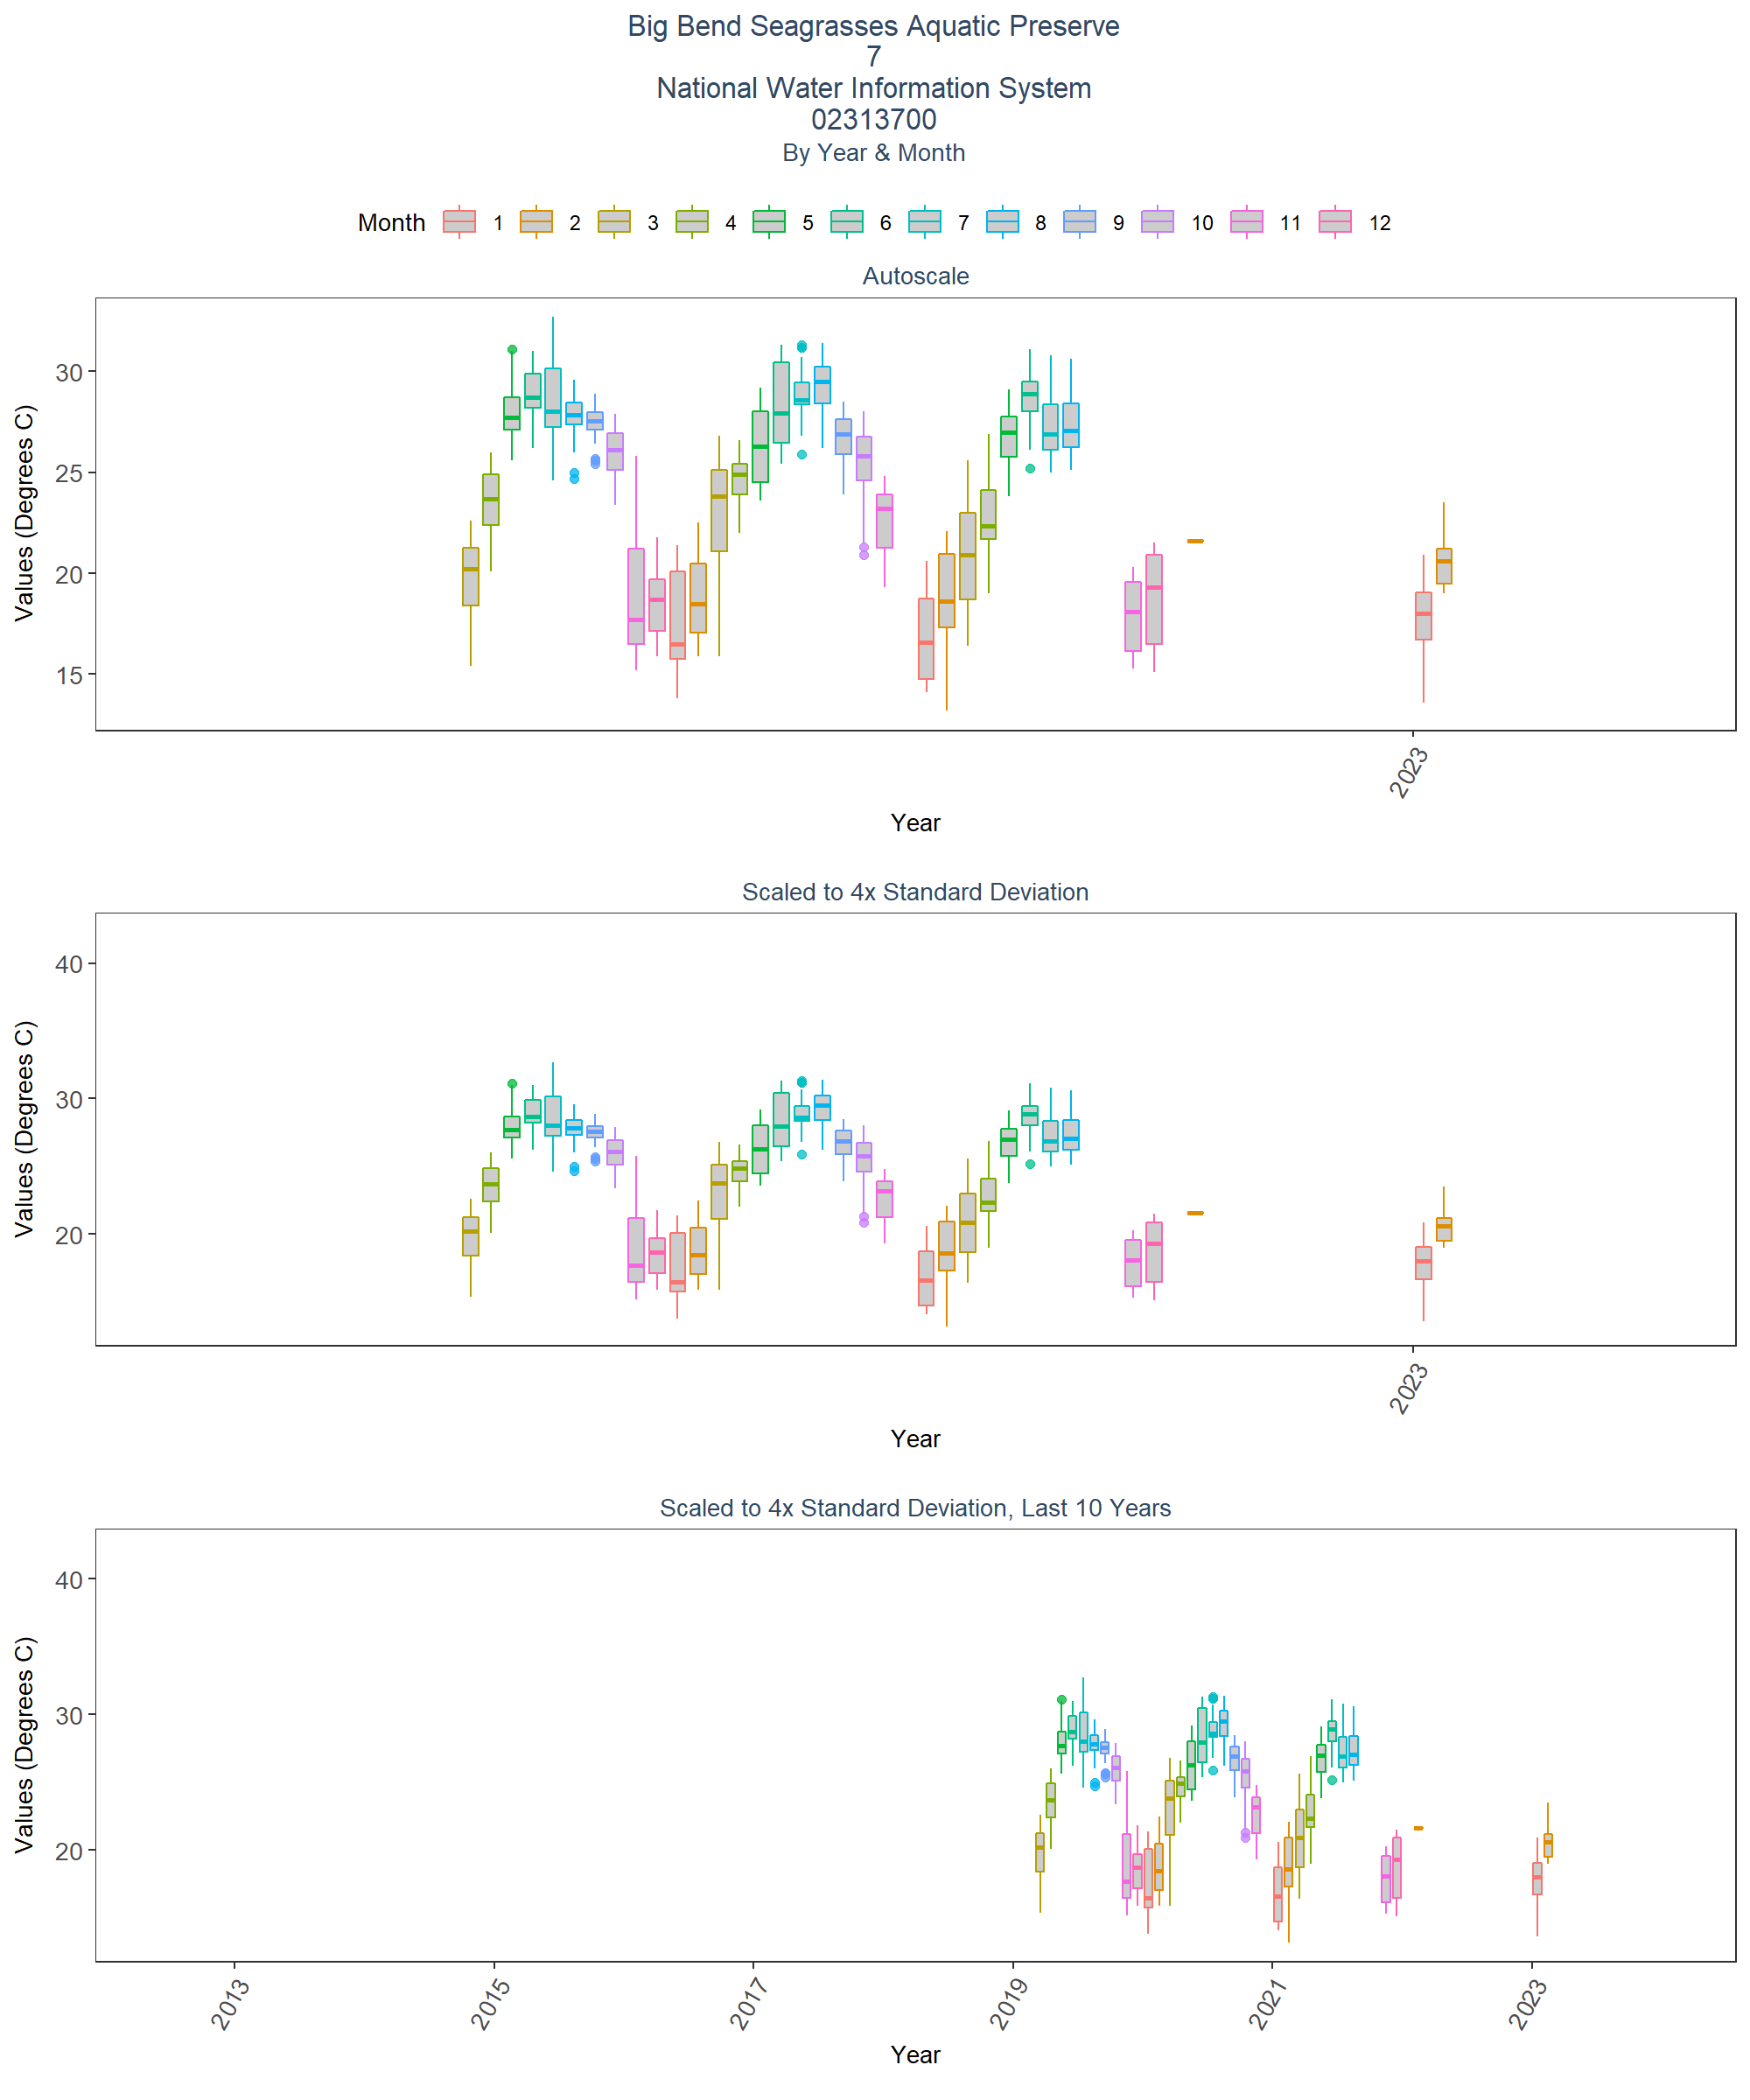 Big Bend Seagrasses Aquatic Preserve
7
National Water Information System
02313700
By Year & Month
Month 1 2 3 4 5 6 7 8 9 10 11 12
Autoscale
Values (Degrees C)
30
25
20
15
2023
Year
Scaled to 4x Standard Deviation
Values (Degrees C)
40
30
20
2023
Year
Scaled to 4x Standard Deviation, Last 10 Years
Values (Degrees C)
40
30
20
2013 2015 2017 2019 2021 2023
Year